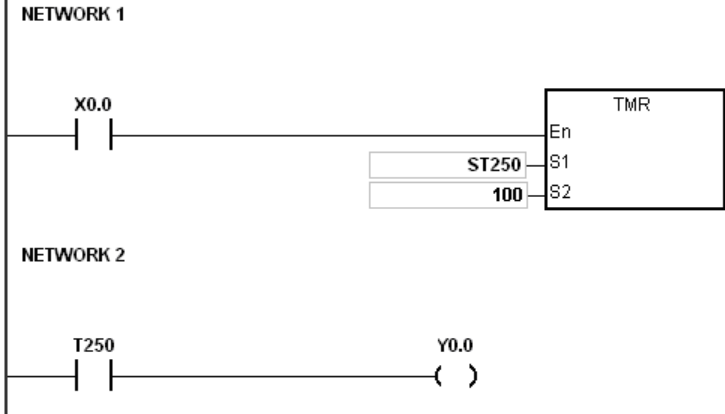 NETWORK 1
X0.0
TMR
En
ST250 S1
100 S2
NETWORK 2
T250 Y0.0